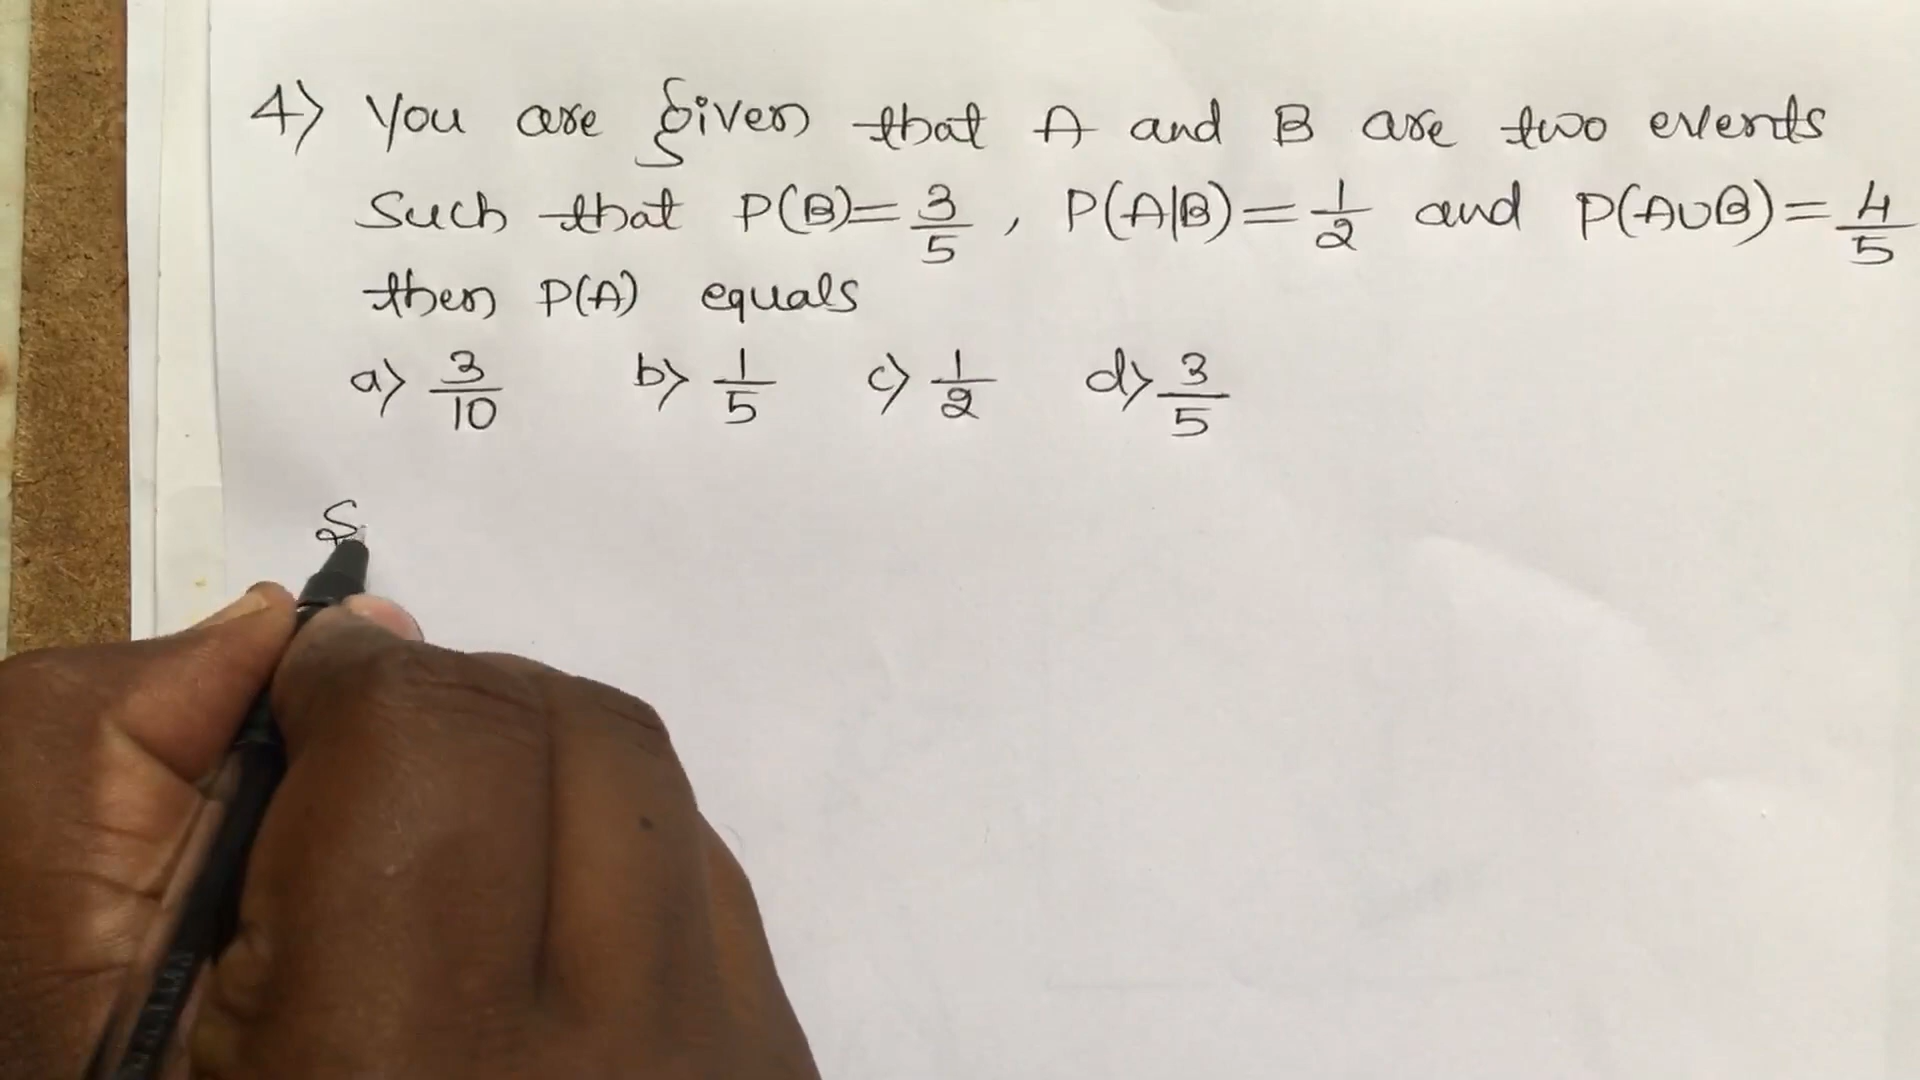 4) You are given that A and B are two events
Such that P(B)=3/5, P(A|B)=1/2 and P(A∪B)=4/5
then P(A) equals
a) 3/10 b) 1/5 c) 1/2 d) 3/5
S